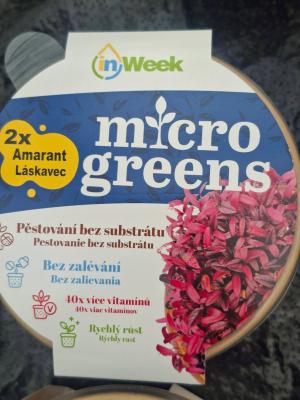 inWeek
2x
Amarant
Láskavec
micro
greens
Pěstování bez substrátu
Pestovanie bez substrátu
Bez zalévání
Bez zalievania
40x více vitamínů
40x viac vitamínov
Rychlý růst
Rýchly rast